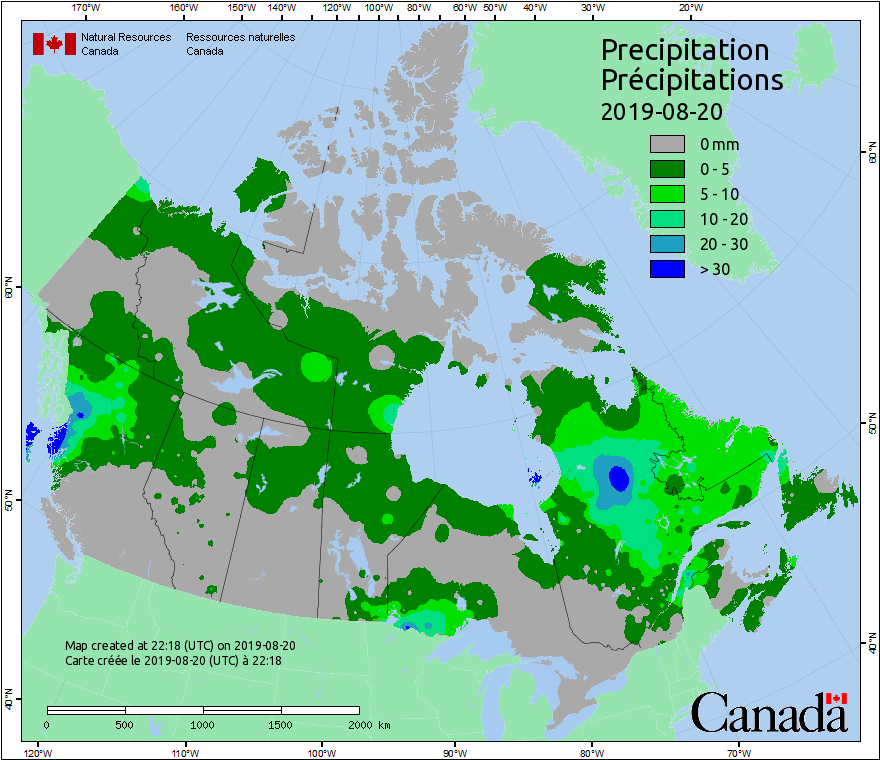 170°W 160°W 150°W 140°W 130°W 120°W 110°W 100°W 90°W 80°W 60°W 50°W 40°W 30°W 20°W
Natural Resources Canada
Ressources naturelles Canada
Precipitation
Précipitations
2019-08-20
0 mm
0 - 5
5 - 10
10 - 20
20 - 30
> 30
60°N
50°N
40°N
60°N
50°N
40°N
Map created at 22:18 (UTC) on 2019-08-20
Carte créée le 2019-08-20 (UTC) à 22:18
0 500 1000 1500 2000 km
Canada
120°W 110°W 100°W 90°W 80°W 70°W